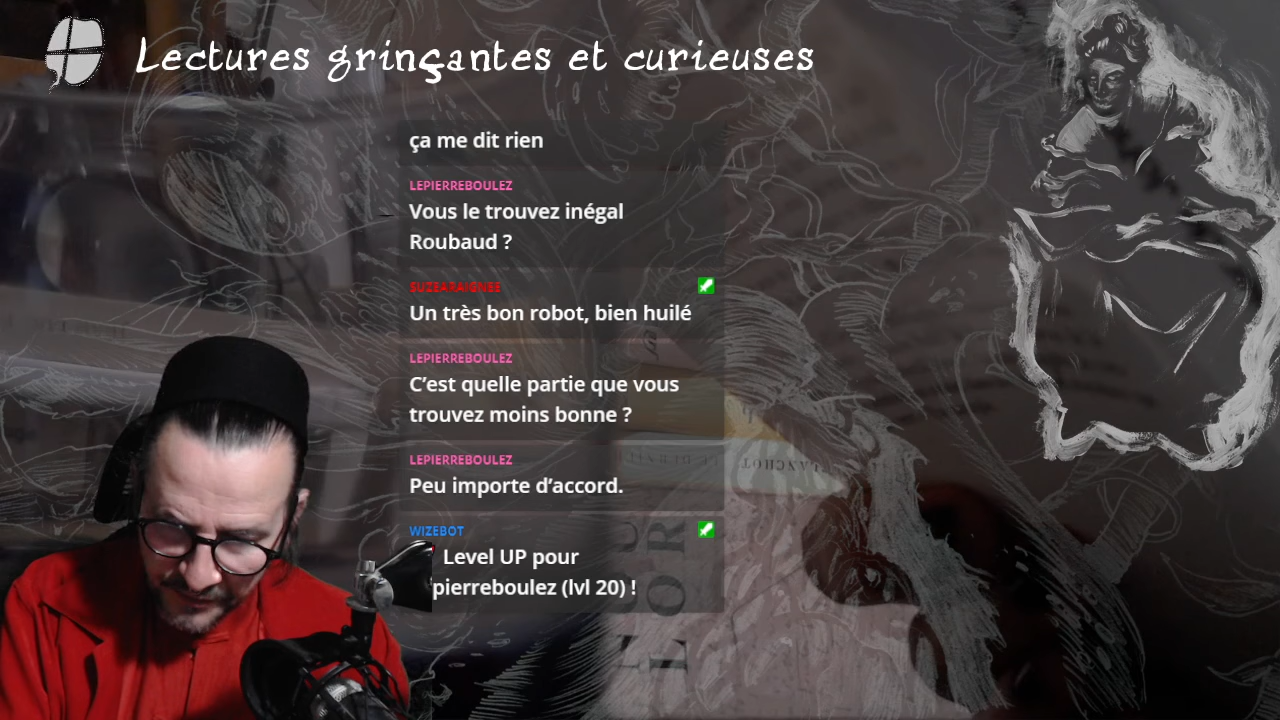 Lectures grinçantes et curieuses
ça me dit rien
LEPIERREBOULEZ
Vous le trouvez inégal
Roubaud ?
SUZEARAIGNEE
Un très bon robot, bien huilé
LEPIERREBOULEZ
C’est quelle partie que vous
trouvez moins bonne ?
LEPIERREBOULEZ
Peu importe d’accord.
WIZEBOT
Level UP pour
pierreboulez (lvl 20) !
BLANCHOT